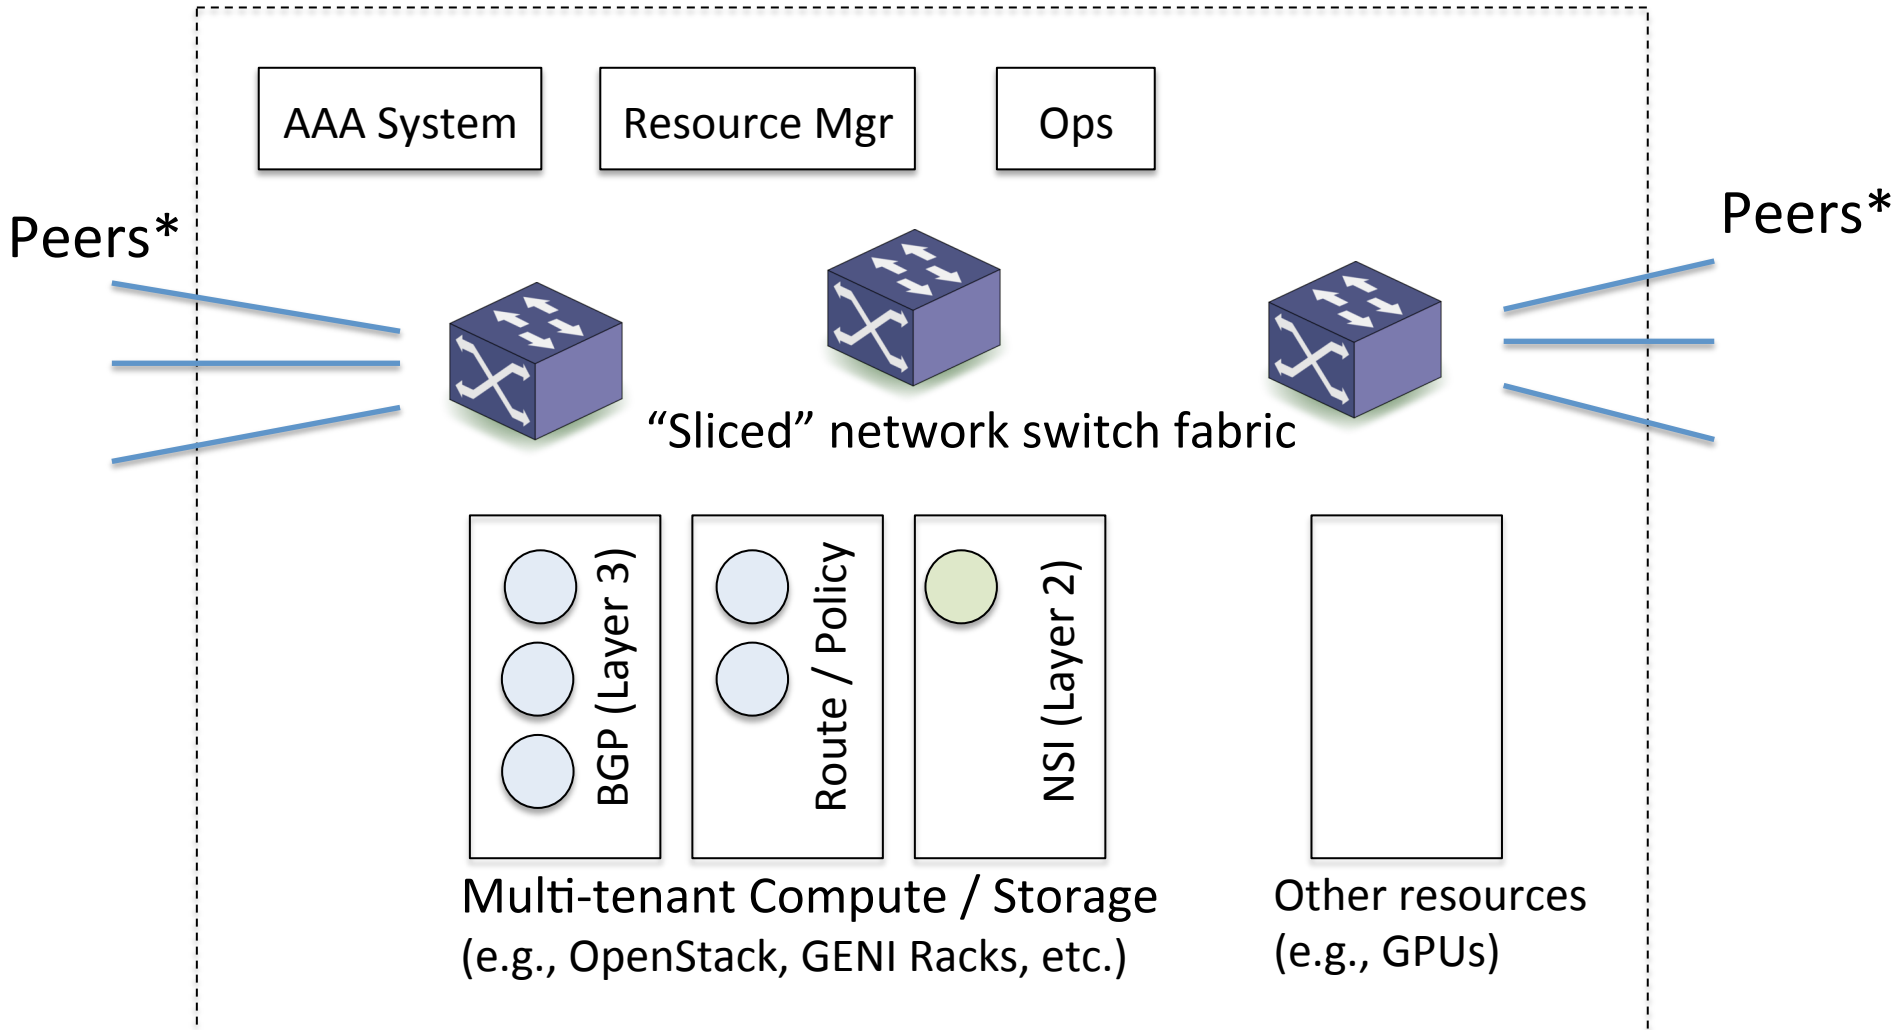 AAA System
Resource Mgr
Ops
Peers*
Peers*
“Sliced” network switch fabric
BGP (Layer 3)
Route / Policy
NSI (Layer 2)
Multi-tenant Compute / Storage
(e.g., OpenStack, GENI Racks, etc.)
Other resources
(e.g., GPUs)